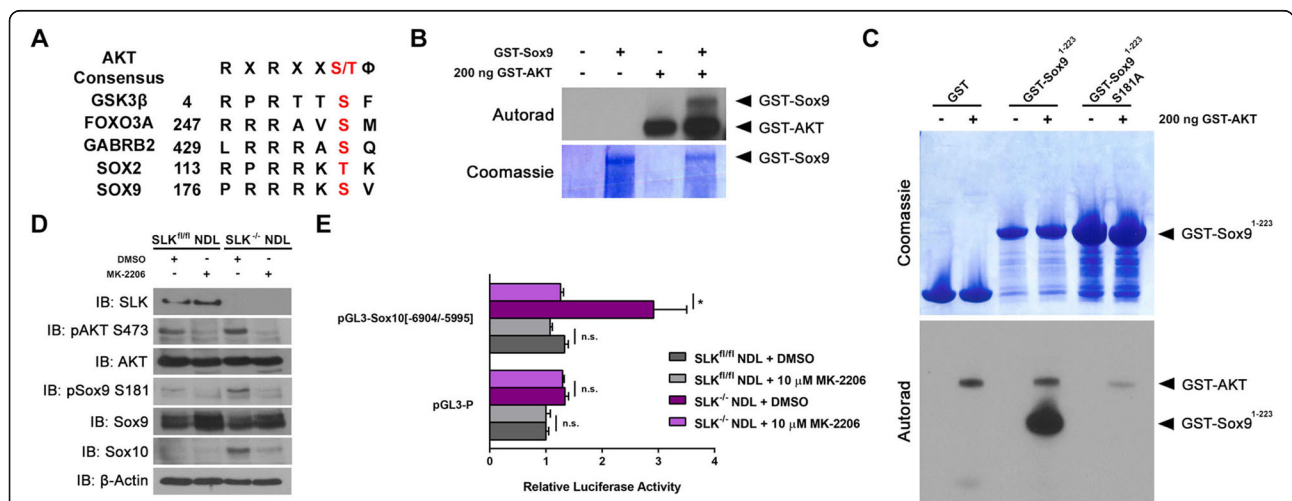 A
AKT Consensus R X R X X S/T Φ
GSK3β 4 R P R T T S F
FOXO3A 247 R R R A V S M
GABRB2 429 L R R R A S Q
SOX2 113 R P R R K T K
SOX9 176 P R R R K S V
B
GST-Sox9 - + - +
200 ng GST-AKT - - + +
Autorad
GST-Sox9
GST-AKT
Coomassie
GST-Sox9
C
GST
GST-Sox9 1-223
GST-Sox9 1-223 S181A
- + - + - + 200 ng GST-AKT
Coomassie
GST-Sox9 1-223
Autorad
GST-AKT
GST-Sox9 1-223
D
SLK fl/fl NDL SLK -/- NDL
DMSO + - + -
MK-2206 - + - +
IB: SLK
IB: pAKT S473
IB: AKT
IB: pSox9 S181
IB: Sox9
IB: Sox10
IB: β-Actin
E
pGL3-Sox10[-6904/-5995]
*
n.s.
pGL3-P
n.s.
n.s.
SLK fl/fl NDL + DMSO
SLK fl/fl NDL + 10 µM MK-2206
SLK -/- NDL + DMSO
SLK -/- NDL + 10 µM MK-2206
0 1 2 3 4
Relative Luciferase Activity